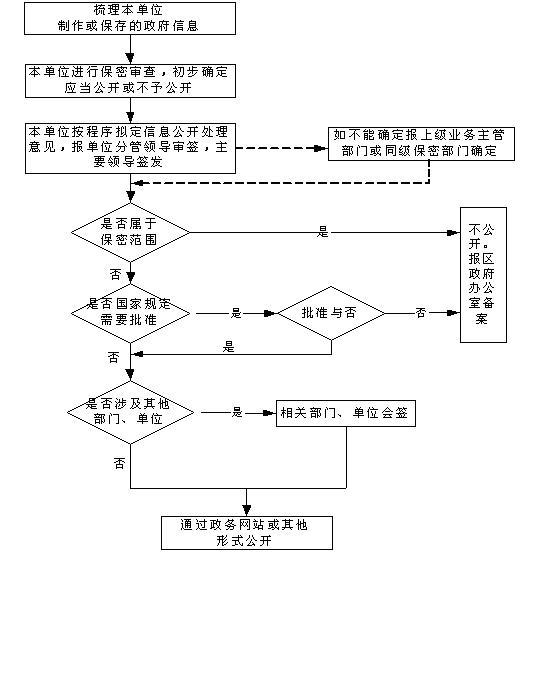 梳理本单位
制作或保存的政府信息
本单位进行保密审查，初步确定
应当公开或不予公开
本单位按程序拟定信息公开处理
意见，报单位分管领导审签，主
要领导签发
如不能确定报上级业务主管
部门或同级保密部门确定
是否属于
保密范围
是
不公
开。
报区
政府
办公
室备
案
否
是否国家规定
需要批准
是
批准与否
否
是
否
是否涉及其他
部门、单位
是
相关部门、单位会签
否
通过政务网站或其他
形式公开